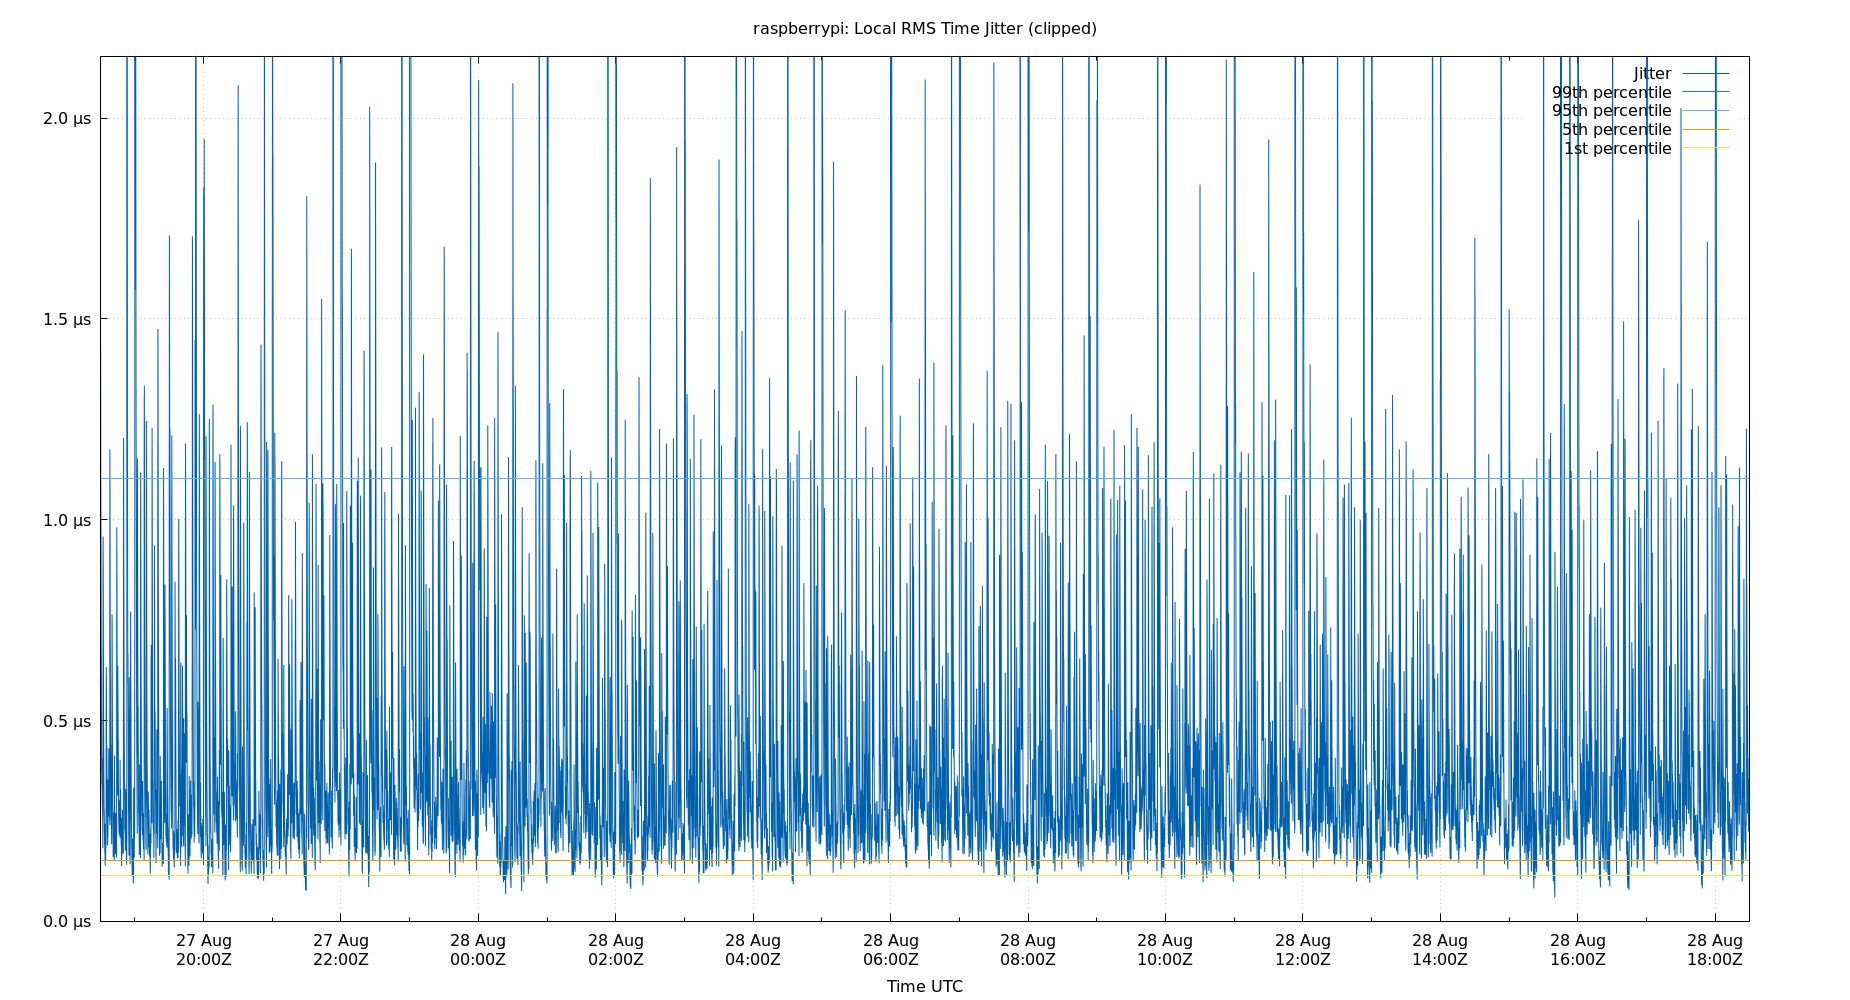 raspberrypi: Local RMS Time Jitter (clipped)
Jitter
99th percentile
95th percentile
5th percentile
1st percentile
2.0 µs
1.5 µs
1.0 µs
0.5 µs
0.0 µs
27 Aug 27 Aug 28 Aug 28 Aug 28 Aug 28 Aug 28 Aug 28 Aug 28 Aug 28 Aug 28 Aug 28 Aug
20:00Z 22:00Z 00:00Z 02:00Z 04:00Z 06:00Z 08:00Z 10:00Z 12:00Z 14:00Z 16:00Z 18:00Z
Time UTC